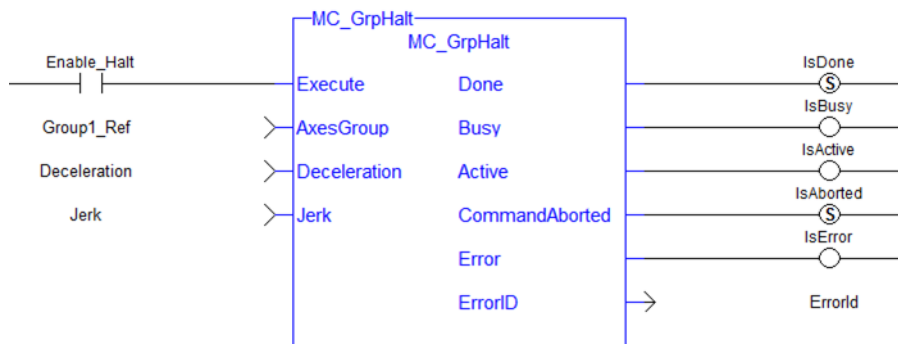 MC_GrpHalt
MC_GrpHalt
Enable_Halt
Execute
Done
IsDone
S
Group1_Ref
AxesGroup
Busy
IsBusy
Deceleration
Deceleration
Active
IsActive
Jerk
Jerk
CommandAborted
IsAborted
S
Error
IsError
ErrorID
ErrorId